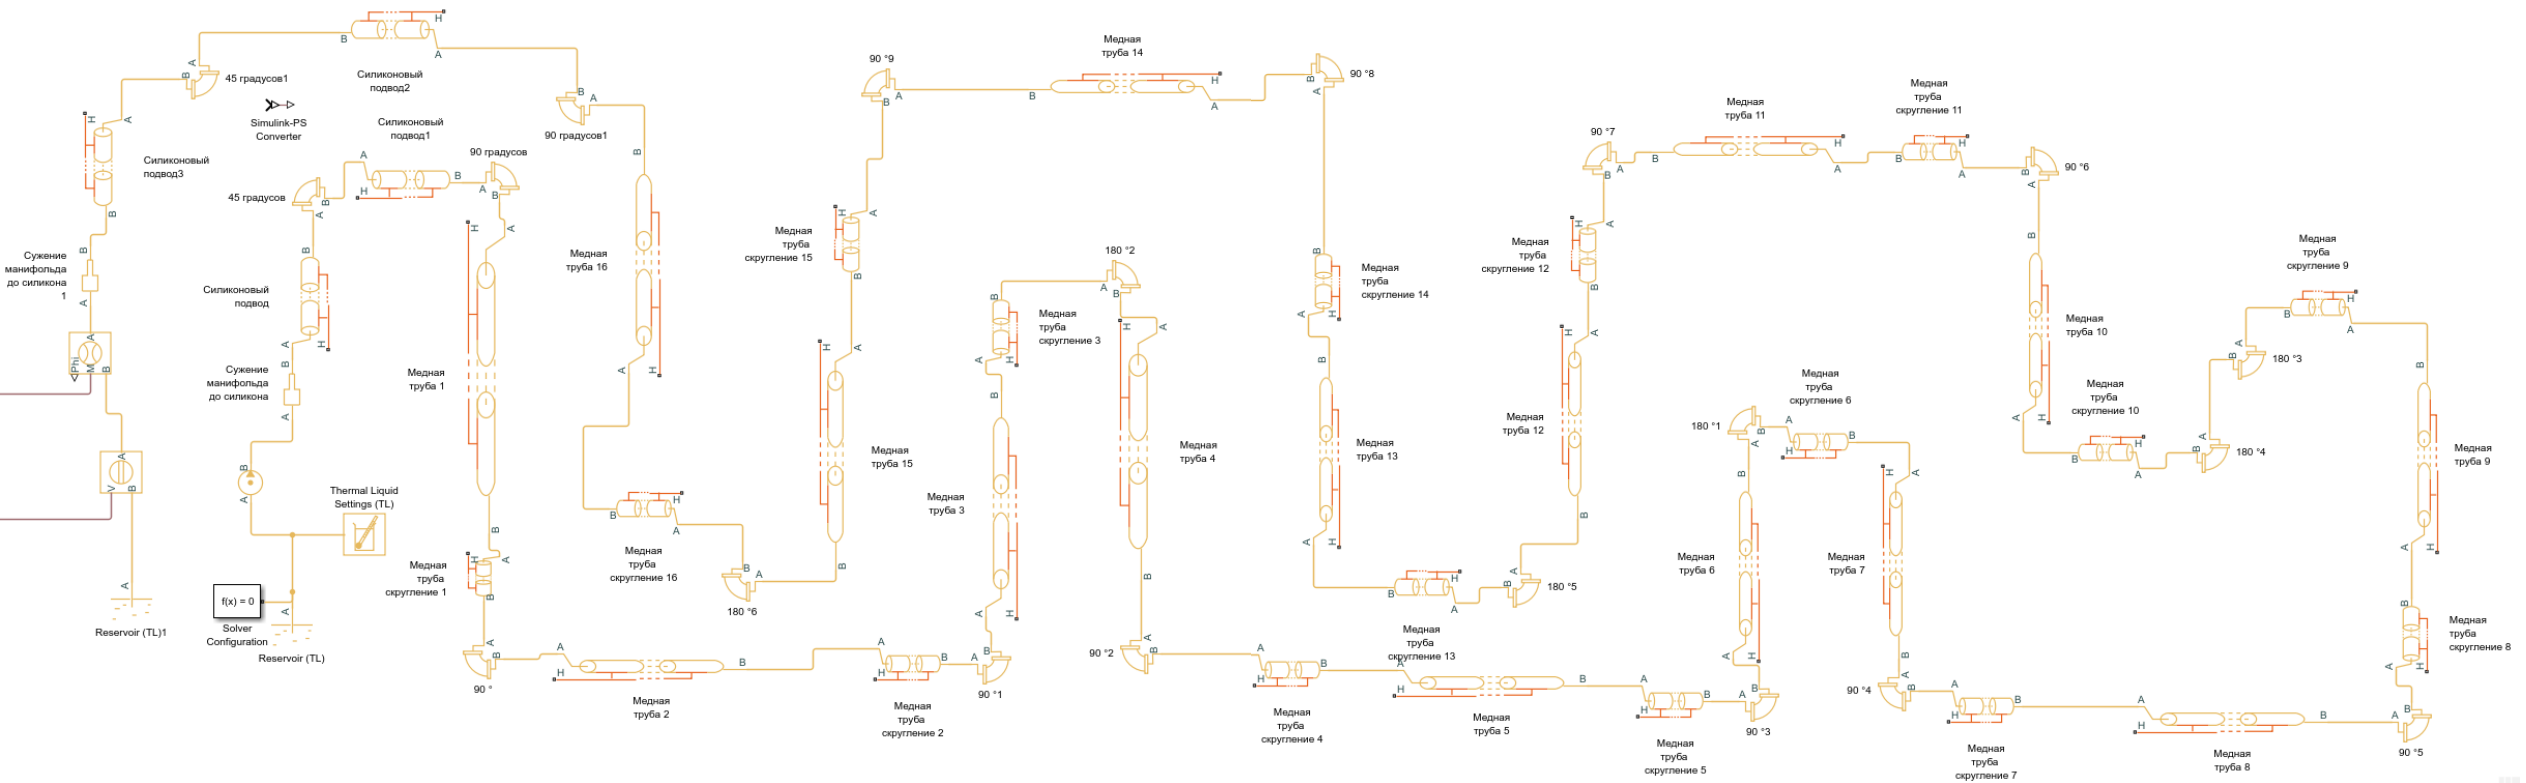 45 градусов1
Силиконовый
подвод2
Simulink-PS
Converter
Силиконовый
подвод1
Силиконовый
подвод3
45 градусов
90 градусов
90 градусов1
Сужение
манифольда
до силикона
1
Силиконовый
подвод
Сужение
манифольда
до силикона
Phi
M
A
B
V
B
A
Thermal Liquid
Settings (TL)
f(x) = 0
Solver
Configuration
Reservoir (TL)
Reservoir (TL)1
Медная
труба 1
Медная
труба
скругление 1
90 °
Медная
труба 2
Медная
труба
скругление 2
90 °1
Медная
труба 3
Медная
труба
скругление 3
180 °2
Медная
труба 4
90 °2
Медная
труба
скругление 4
Медная
труба 5
Медная
труба
скругление 5
90 °3
Медная
труба 6
180 °1
Медная
труба
скругление 6
Медная
труба 7
90 °4
Медная
труба
скругление 7
Медная
труба 8
90 °5
Медная
труба
скругление 8
Медная
труба 9
Медная
труба
скругление 9
180 °3
180 °4
Медная
труба
скругление 10
Медная
труба 10
90 °6
Медная
труба
скругление 11
Медная
труба 11
90 °7
Медная
труба
скругление 12
Медная
труба 12
180 °5
Медная
труба
скругление 13
Медная
труба 13
Медная
труба
скругление 14
90 °8
Медная
труба 14
90 °9
Медная
труба
скругление 15
Медная
труба 15
180 °6
Медная
труба
скругление 16
Медная
труба 16